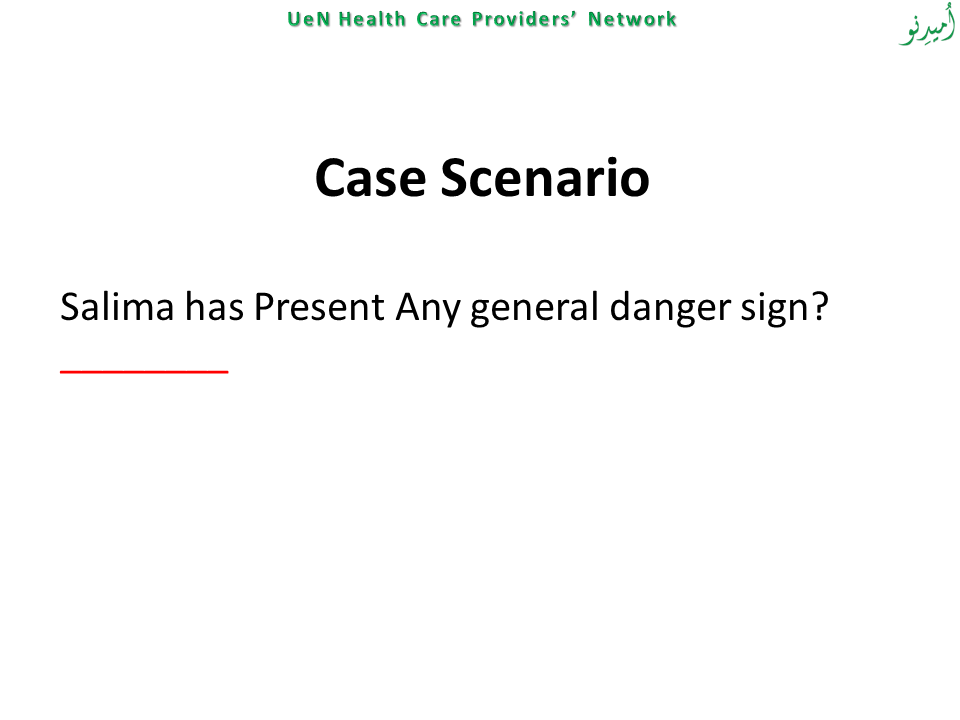 UeN Health Care Providers’ Network
اُمیدِنو
Case Scenario
Salima has Present Any general danger sign?
________